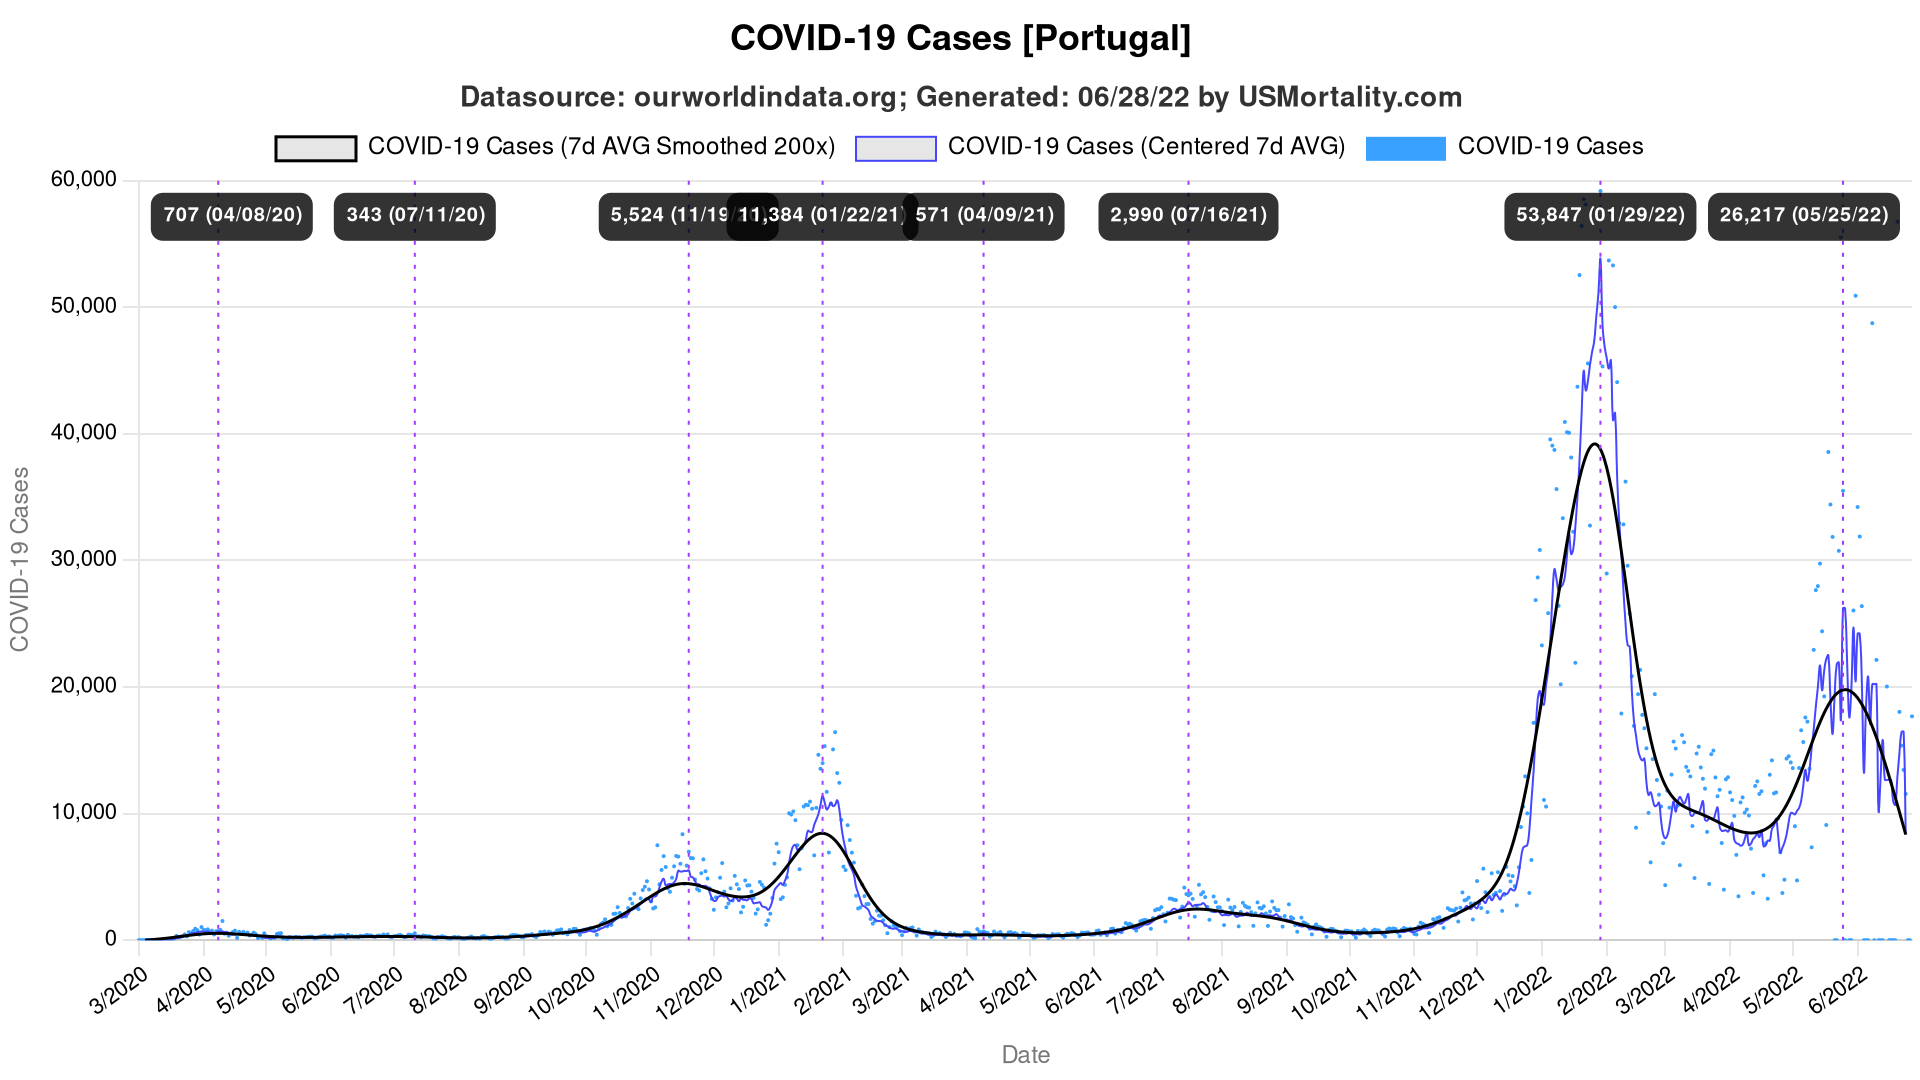 COVID-19 Cases [Portugal]
Datasource: ourworldindata.org; Generated: 06/28/22 by USMortality.com
COVID-19 Cases (7d AVG Smoothed 200x) COVID-19 Cases (Centered 7d AVG) COVID-19 Cases
707 (04/08/20) 343 (07/11/20) 5,524 (11/19/ 11,384 (01/22/21) 571 (04/09/21) 2,990 (07/16/21) 53,847 (01/29/22) 26,217 (05/25/22)
60,000
50,000
40,000
30,000
20,000
10,000
0
COVID-19 Cases
3/2020 4/2020 5/2020 6/2020 7/2020 8/2020 9/2020 10/2020 11/2020 12/2020 1/2021 2/2021 3/2021 4/2021 5/2021 6/2021 7/2021 8/2021 9/2021 10/2021 11/2021 12/2021 1/2022 2/2022 3/2022 4/2022 5/2022 6/2022
Date